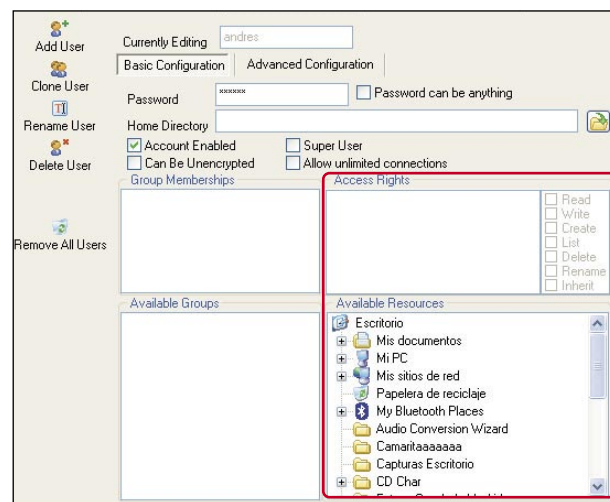 Add User
Clone User
Rename User
Delete User
Remove All Users
Currently Editing andres
Basic Configuration Advanced Configuration
Password ****** Password can be anything
Home Directory
Account Enabled Super User
Can Be Unencrypted Allow unlimited connections
Group Memberships
Access Rights
Read
Write
Create
List
Delete
Rename
Inherit
Available Groups
Available Resources
Escritorio
Mis documentos
Mi PC
Mis sitios de red
Papelera de reciclaje
My Bluetooth Places
Audio Conversion Wizard
Camaritaaaaaaa
Capturas Escritorio
CD Char